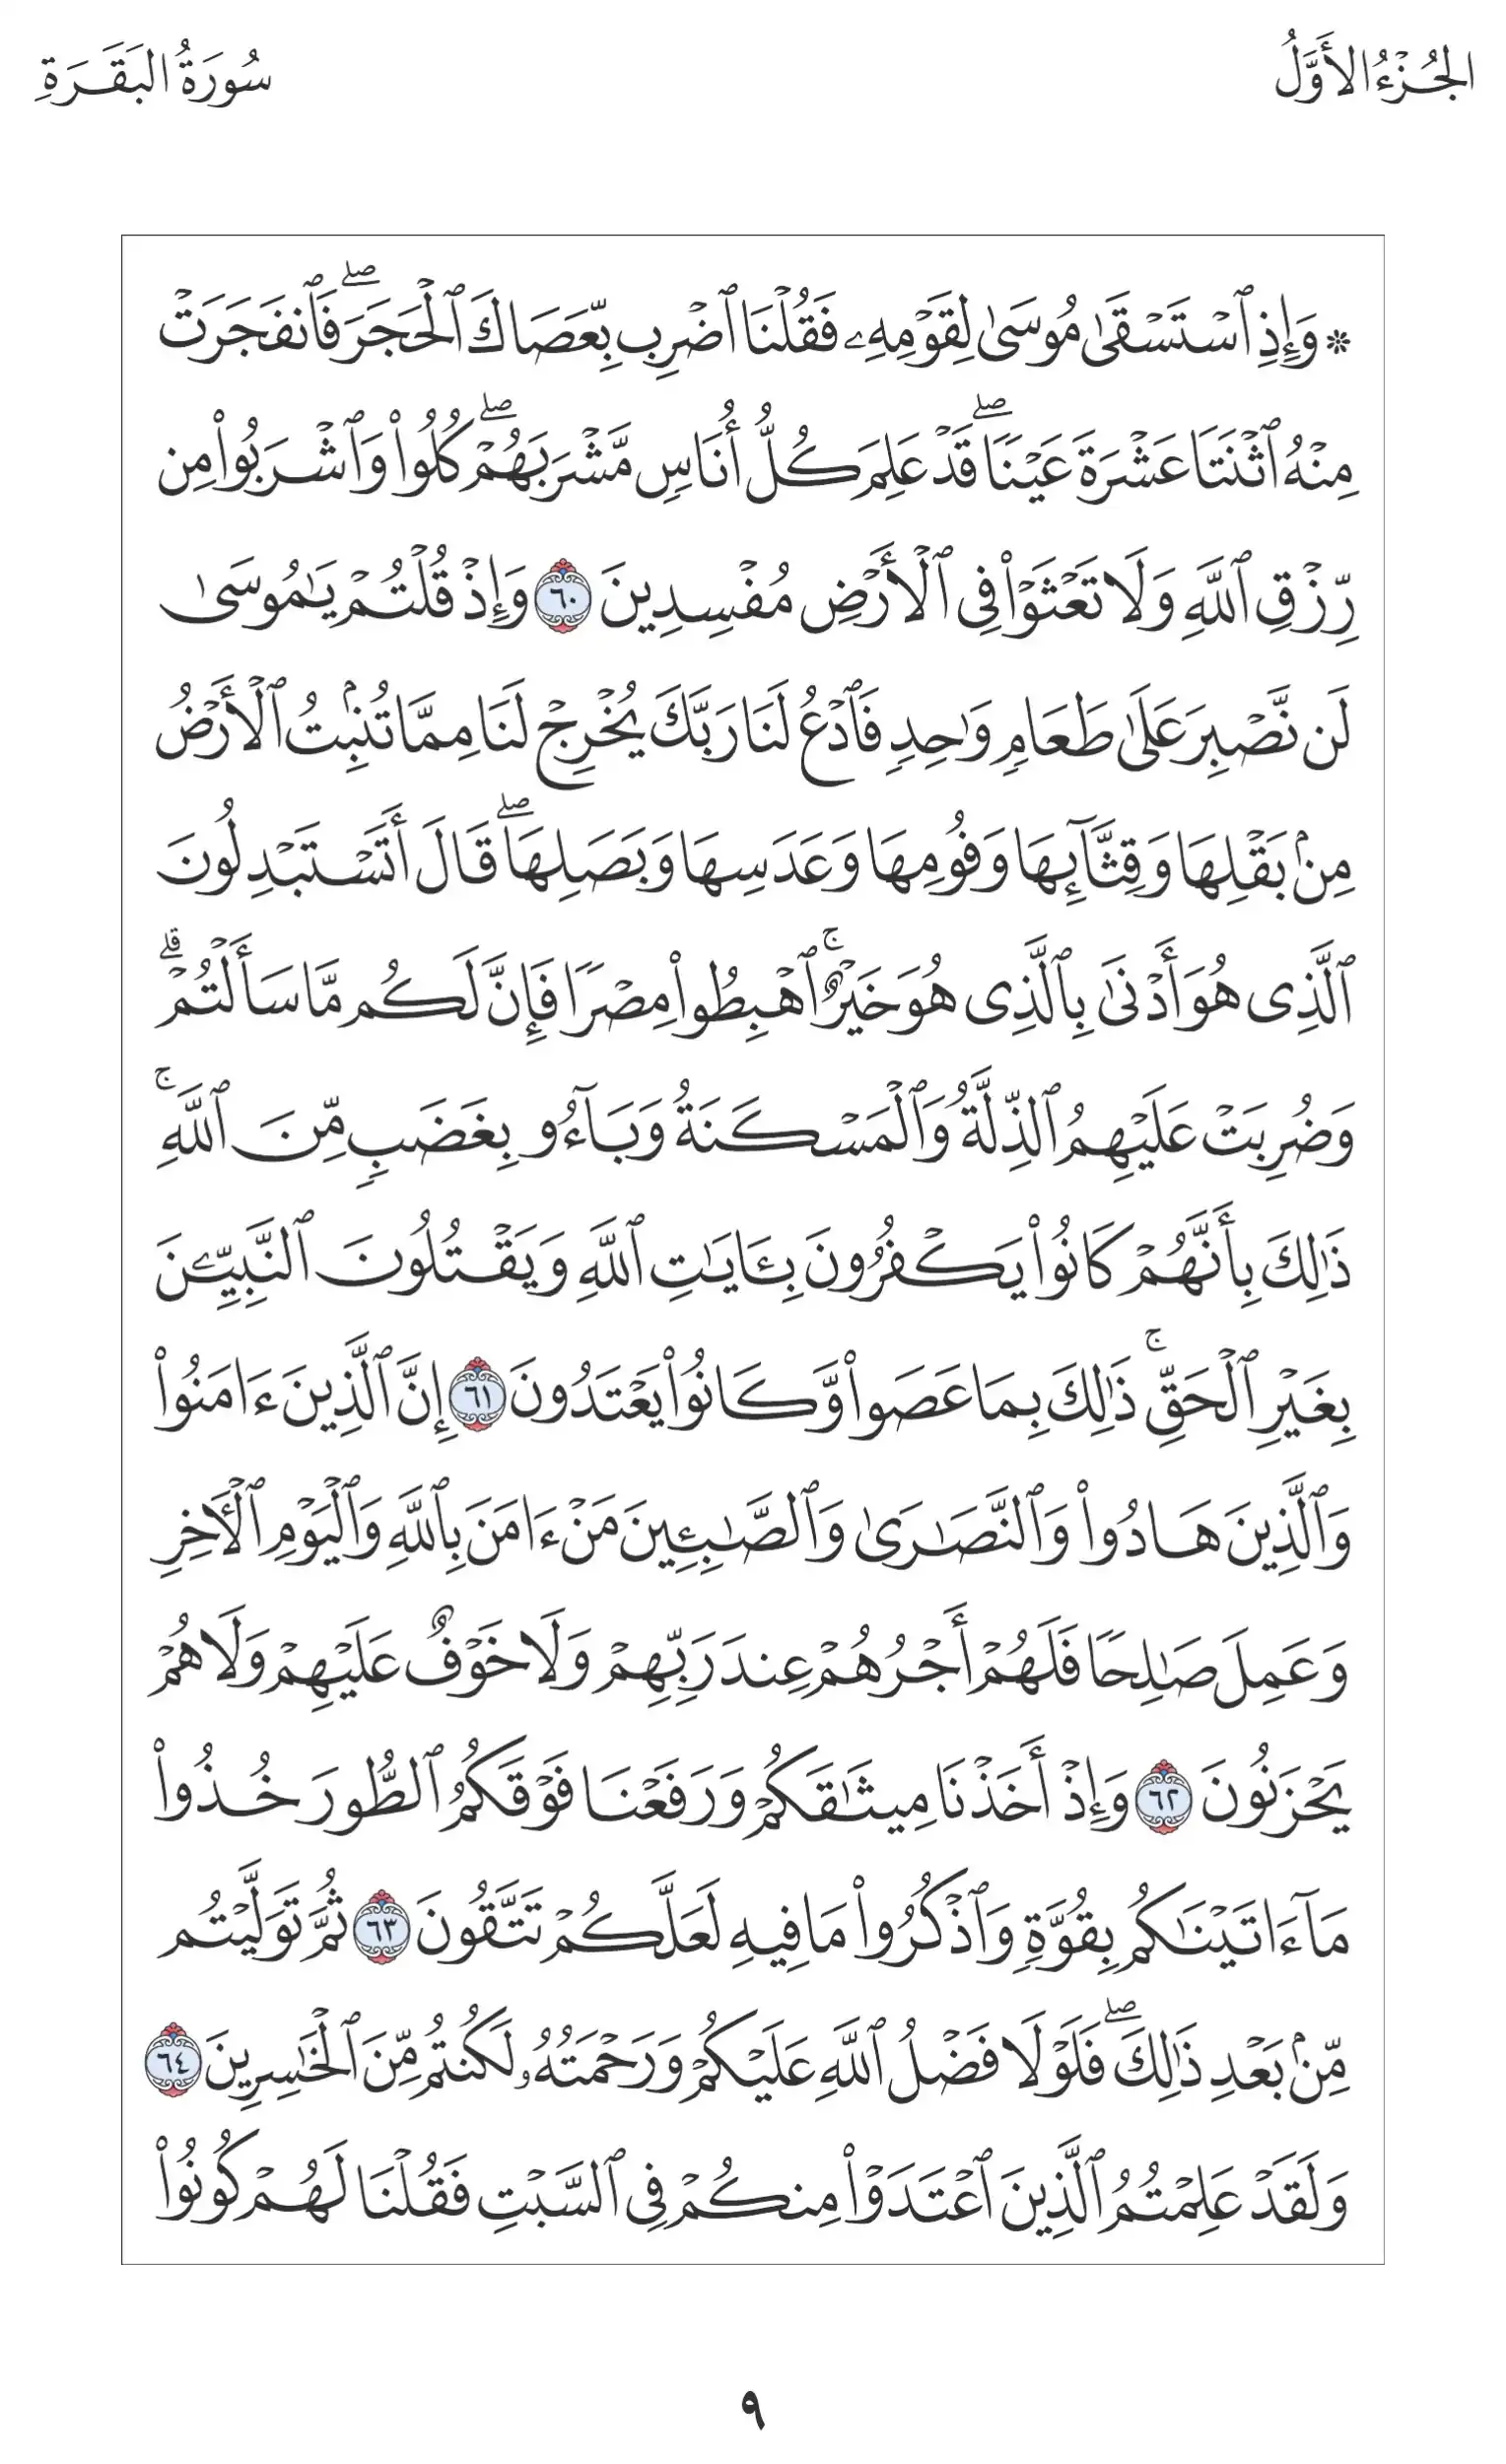 الجُزْءُ الأَوَّلُ
سُورَةُ البَقَرَةِ
۞ وَإِذِ ٱسْتَسْقَىٰ مُوسَىٰ لِقَوْمِهِۦ فَقُلْنَا ٱضْرِب بِّعَصَاكَ ٱلْحَجَرَۖ فَٱنفَجَرَتْ
مِنْهُ ٱثْنَتَا عَشْرَةَ عَيْنًاۖ قَدْ عَلِمَ كُلُّ أُنَاسٍ مَّشْرَبَهُمْۖ كُلُوا۟ وَٱشْرَبُوا۟ مِن
رِّزْقِ ٱللَّهِ وَلَا تَعْثَوْا۟ فِى ٱلْأَرْضِ مُفْسِدِينَ ٦٠ وَإِذْ قُلْتُمْ يَٰمُوسَىٰ
لَن نَّصْبِرَ عَلَىٰ طَعَامٍ وَٰحِدٍ فَٱدْعُ لَنَا رَبَّكَ يُخْرِجْ لَنَا مِمَّا تُنۢبِتُ ٱلْأَرْضُ
مِنۢ بَقْلِهَا وَقِثَّآئِهَا وَفُومِهَا وَعَدَسِهَا وَبَصَلِهَاۖ قَالَ أَتَسْتَبْدِلُونَ
ٱلَّذِى هُوَ أَدْنَىٰ بِٱلَّذِى هُوَ خَيْرٌۚ ٱهْبِطُوا۟ مِصْرًا فَإِنَّ لَكُم مَّا سَأَلْتُمْۗ
وَضُرِبَتْ عَلَيْهِمُ ٱلذِّلَّةُ وَٱلْمَسْكَنَةُ وَبَآءُو بِغَضَبٍ مِّنَ ٱللَّهِۚ
ذَٰلِكَ بِأَنَّهُمْ كَانُوا۟ يَكْفُرُونَ بِـَٔايَٰتِ ٱللَّهِ وَيَقْتُلُونَ ٱلنَّبِيِّـۧنَ
بِغَيْرِ ٱلْحَقِّۚ ذَٰلِكَ بِمَا عَصَوا۟ وَّكَانُوا۟ يَعْتَدُونَ ٦١ إِنَّ ٱلَّذِينَ ءَامَنُوا۟
وَٱلَّذِينَ هَادُوا۟ وَٱلنَّصَٰرَىٰ وَٱلصَّٰبِـِٔينَ مَنْ ءَامَنَ بِٱللَّهِ وَٱلْيَوْمِ ٱلْـَٔاخِرِ
وَعَمِلَ صَٰلِحًا فَلَهُمْ أَجْرُهُمْ عِندَ رَبِّهِمْ وَلَا خَوْفٌ عَلَيْهِمْ وَلَا هُمْ
يَحْزَنُونَ ٦٢ وَإِذْ أَخَذْنَا مِيثَٰقَكُمْ وَرَفَعْنَا فَوْقَكُمُ ٱلطُّورَ خُذُوا۟
مَآ ءَاتَيْنَٰكُم بِقُوَّةٍ وَٱذْكُرُوا۟ مَا فِيهِ لَعَلَّكُمْ تَتَّقُونَ ٦٣ ثُمَّ تَوَلَّيْتُم
مِّنۢ بَعْدِ ذَٰلِكَۖ فَلَوْلَا فَضْلُ ٱللَّهِ عَلَيْكُمْ وَرَحْمَتُهُۥ لَكُنتُم مِّنَ ٱلْخَٰسِرِينَ ٦٤
وَلَقَدْ عَلِمْتُمُ ٱلَّذِينَ ٱعْتَدَوْا۟ مِنكُمْ فِى ٱلسَّبْتِ فَقُلْنَا لَهُمْ كُونُوا۟
٩